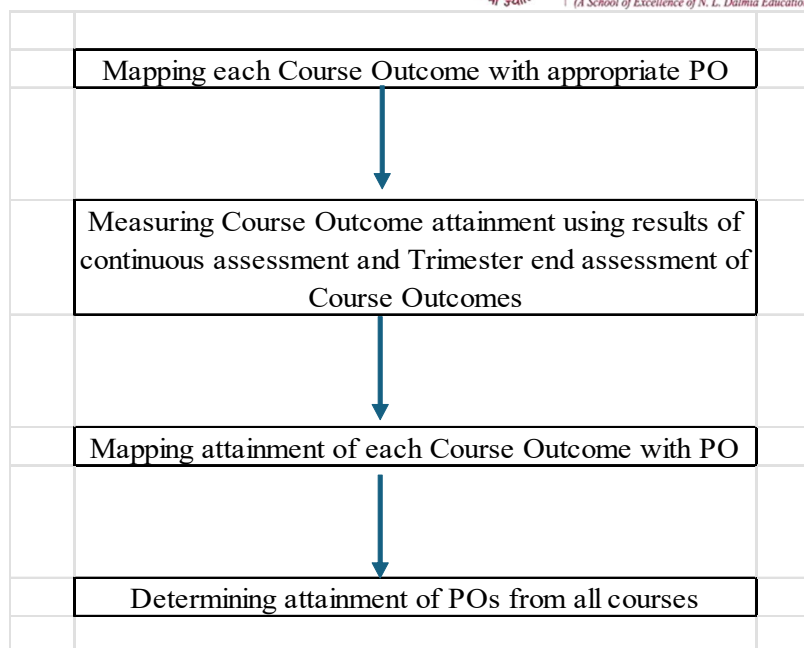 (A School of Excellence of N. L. Dalmia Education
Mapping each Course Outcome with appropriate PO
Measuring Course Outcome attainment using results of
continuous assessment and Trimester end assessment of
Course Outcomes
Mapping attainment of each Course Outcome with PO
Determining attainment of POs from all courses